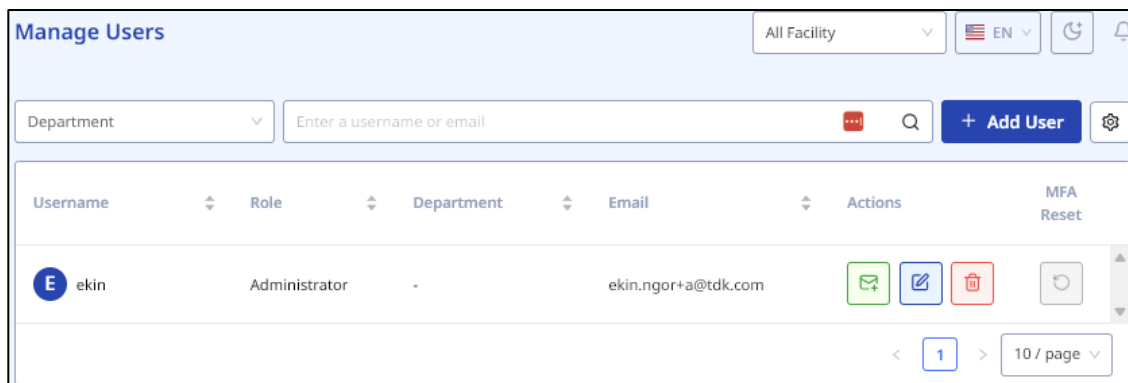 Manage Users
All Facility
EN
Department
Enter a username or email
+ Add User
Username Role Department Email Actions MFA Reset
E ekin Administrator - ekin.ngor+a@tdk.com
< 1 > 10 / page